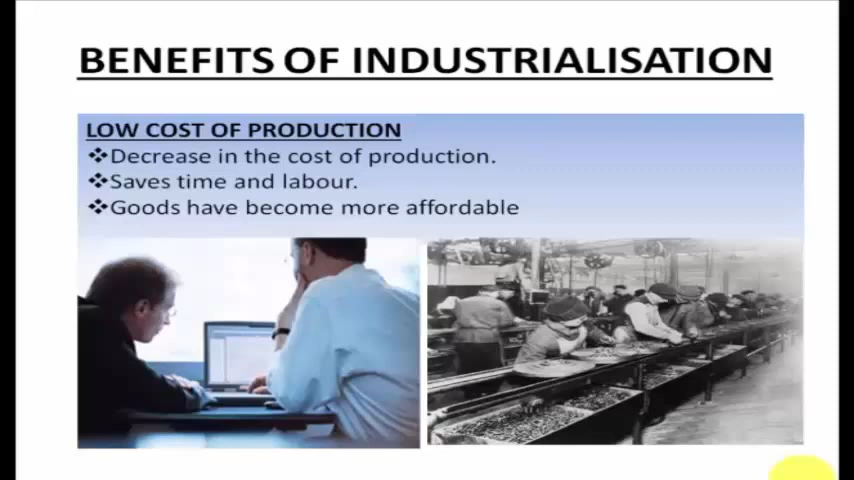 BENEFITS OF INDUSTRIALISATION
LOW COST OF PRODUCTION
❖Decrease in the cost of production.
❖Saves time and labour.
❖Goods have become more affordable